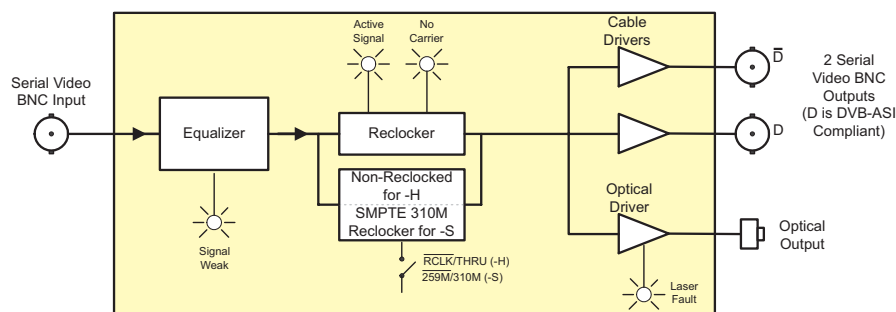 Active
Signal
No
Carrier
Cable
Drivers
D̅
2 Serial
Video BNC
Outputs
(D is DVB-ASI
Compliant)
Serial Video
BNC Input
Equalizer
Reclocker
D
Non-Reclocked
for -H
SMPTE 310M
Reclocker for -S
Optical
Driver
Signal
Weak
R̅C̅L̅K̅/THRU (-H)
2̅5̅9̅M̅/310M (-S)
Optical
Output
Laser
Fault